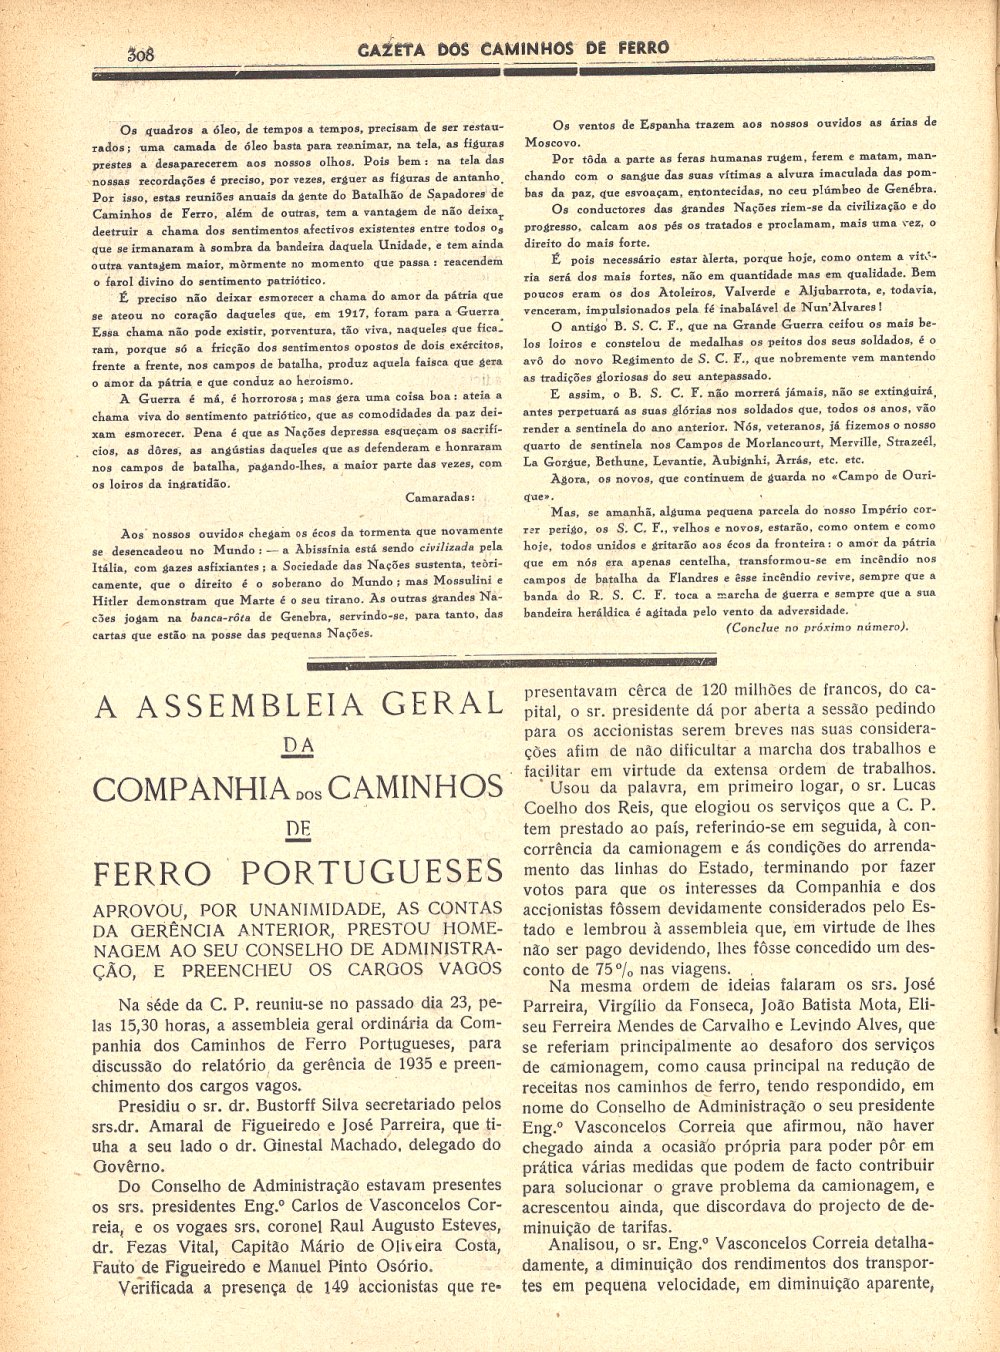 308
GAZETA DOS CAMINHOS DE FERRO
Os quadros a óleo, de tempos a tempos, precisam de ser restau-
rados; uma camada de óleo basta para reanimar, na tela, as figuras
prestes a desaparecerem aos nossos olhos. Pois bem: na tela das
nossas recordações é preciso, por vezes, erguer as figuras de antanho.
Por isso, estas reuniões anuais da gente do Batalhão de Sapadores de
Caminhos de Ferro, além de outras, tem a vantagem de não deixar
deetruir a chama dos sentimentos afectivos existentes entre todos os
que se irmanaram à sombra da bandeira daquela Unidade, e tem ainda
outra vantagem maior, mòrmente no momento que passa: reacendem
o farol divino do sentimento patriótico.
É preciso não deixar esmorecer a chama do amor da pátria que
se ateou no coração daqueles que, em 1917, foram para a Guerra.
Essa chama não pode existir, porventura, tão viva, naqueles que fica-
ram, porque só a fricção dos sentimentos opostos de dois exércitos,
frente a frente, nos campos de batalha, produz aquela faisca que gera
o amor da pátria e que conduz ao heroismo.
A Guerra é má, é horrorosa; mas gera uma coisa boa: ateia a
chama viva do sentimento patriótico, que as comodidades da paz dei-
xam esmorecer. Pena é que as Nações depressa esqueçam os sacrifí-
cios, as dôres, as angústias daqueles que as defenderam e honraram
nos campos de batalha, pagando-lhes, a maior parte das vezes, com
os loiros da ingratidão.
Camaradas:
Aos nossos ouvidos chegam os écos da tormenta que novamente
se desencadeou no Mundo: — a Abissínia está sendo civilizada pela
Itália, com gazes asfixiantes; a Sociedade das Nações sustenta, teòri-
camente, que o direito é o soberano do Mundo; mas Mossulini e
Hitler demonstram que Marte é o seu tirano. As outras grandes Na-
cões jogam na banca-rôta de Genebra, servindo-se, para tanto, das
cartas que estão na posse das pequenas Nações.
Os ventos de Espanha trazem aos nossos ouvidos as árias de
Moscovo.
Por tôda a parte as feras humanas rugem, ferem e matam, man-
chando com o sangue das suas vítimas a alvura imaculada das pom-
bas da paz, que esvoaçam, entontecidas, no ceu plúmbeo de Genébra.
Os conductores das grandes Nações riem-se da civilização e do
progresso, calcam aos pés os tratados e proclamam, mais uma vez, o
direito do mais forte.
É pois necessário estar àlerta, porque hoje, como ontem a vitó-
ria será dos mais fortes, não em quantidade mas em qualidade. Bem
poucos eram os dos Atoleiros, Valverde e Aljubarrota, e, todavia,
venceram, impulsionados pela fé inabalável de Nun'Alvares!
O antigo B. S. C. F., que na Grande Guerra ceifou os mais be-
los loiros e constelou de medalhas os peitos dos seus soldados, é o
avô do novo Regimento de S. C. F., que nobremente vem mantendo
as tradições gloriosas do seu antepassado.
E assim, o B. S. C. F. não morrerá jámais, não se extinguirá,
antes perpetuará as suas glórias nos soldados que, todos os anos, vão
render a sentinela do ano anterior. Nós, veteranos, já fizemos o nosso
quarto de sentinela nos Campos de Morlancourt, Merville, Strazeél,
La Gorgue, Bethune, Levantie, Aubignhi, Arrás, etc. etc.
Agora, os novos, que continuem de guarda no «Campo de Ouri-
que».
Mas, se amanhã, alguma pequena parcela do nosso Império cor-
rer perigo, os S. C. F., velhos e novos, estarão, como ontem e como
hoje, todos unidos e gritarão aos écos da fronteira: o amor da pátria
que em nós era apenas centelha, transformou-se em incêndio nos
campos de batalha da Flandres e êsse incêndio revive, sempre que a
banda do R. S. C. F. toca a marcha de guerra e sempre que a sua
bandeira heráldica é agitada pelo vento da adversidade.
(Conclue no próximo número).
A ASSEMBLEIA GERAL
DA
COMPANHIA DOS CAMINHOS
DE
FERRO PORTUGUESES
APROVOU, POR UNANIMIDADE, AS CONTAS
DA GERÊNCIA ANTERIOR, PRESTOU HOME-
NAGEM AO SEU CONSELHO DE ADMINISTRA-
ÇÃO, E PREENCHEU OS CARGOS VAGOS
Na séde da C. P. reuniu-se no passado dia 23, pe-
las 15,30 horas, a assembleia geral ordinária da Com-
panhia dos Caminhos de Ferro Portugueses, para
discussão do relatório da gerência de 1935 e preen-
chimento dos cargos vagos.
Presidiu o sr. dr. Bustorff Silva secretariado pelos
srs.dr. Amaral de Figueiredo e José Parreira, que ti-
uha a seu lado o dr. Ginestal Machado, delegado do
Govêrno.
Do Conselho de Administração estavam presentes
os srs. presidentes Eng.º Carlos de Vasconcelos Cor-
reia, e os vogaes srs. coronel Raul Augusto Esteves,
dr. Fezas Vital, Capitão Mário de Oliveira Costa,
Fauto de Figueiredo e Manuel Pinto Osório.
Verificada a presença de 149 accionistas que re-
presentavam cêrca de 120 milhões de francos, do ca-
pital, o sr. presidente dá por aberta a sessão pedindo
para os accionistas serem breves nas suas considera-
ções afim de não dificultar a marcha dos trabalhos e
facilitar em virtude da extensa ordem de trabalhos.
Usou da palavra, em primeiro logar, o sr. Lucas
Coelho dos Reis, que elogiou os serviços que a C. P.
tem prestado ao país, referindo-se em seguida, à con-
corrência da camionagem e ás condições do arrenda-
mento das linhas do Estado, terminando por fazer
votos para que os interesses da Companhia e dos
accionistas fôssem devidamente considerados pelo Es-
tado e lembrou à assembleia que, em virtude de lhes
não ser pago devidendo, lhes fôsse concedido um des-
conto de 75% nas viagens.
Na mesma ordem de ideias falaram os srs. José
Parreira, Virgílio da Fonseca, João Batista Mota, Eli-
seu Ferreira Mendes de Carvalho e Levindo Alves, que
se referiam principalmente ao desaforo dos serviços
de camionagem, como causa principal na redução de
receitas nos caminhos de ferro, tendo respondido, em
nome do Conselho de Administração o seu presidente
Eng.º Vasconcelos Correia que afirmou, não haver
chegado ainda a ocasião própria para poder pôr em
prática várias medidas que podem de facto contribuir
para solucionar o grave problema da camionagem, e
acrescentou ainda, que discordava do projecto de de-
minuição de tarifas.
Analisou, o sr. Eng.º Vasconcelos Correia detalha-
damente, a diminuição dos rendimentos dos transpor-
tes em pequena velocidade, em diminuição aparente,